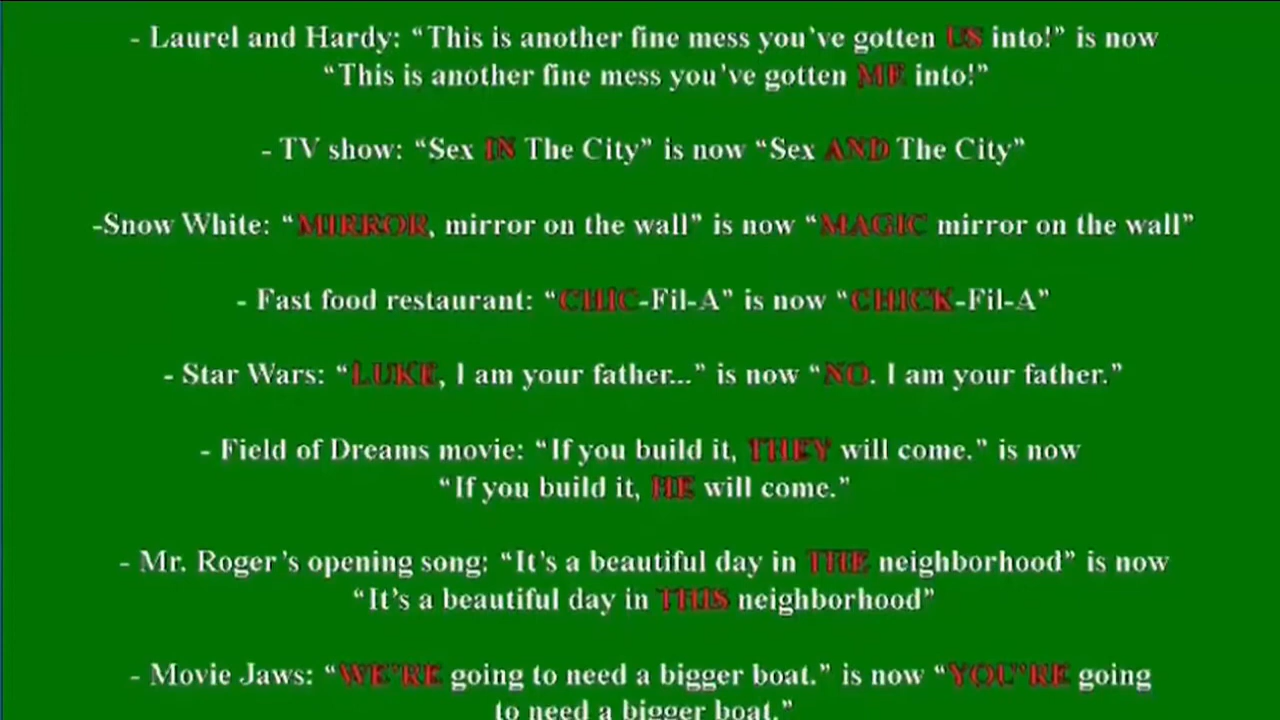 - Laurel and Hardy: “This is another fine mess you’ve gotten US into!” is now
“This is another fine mess you’ve gotten ME into!”
- TV show: “Sex IN The City” is now “Sex AND The City”
-Snow White: “MIRROR, mirror on the wall” is now “MAGIC mirror on the wall”
- Fast food restaurant: “CHIC-Fil-A” is now “CHICK-Fil-A”
- Star Wars: “LUKE, I am your father...” is now “NO. I am your father.”
- Field of Dreams movie: “If you build it, THEY will come.” is now
“If you build it, HE will come.”
- Mr. Roger’s opening song: “It’s a beautiful day in THE neighborhood” is now
“It’s a beautiful day in THIS neighborhood”
- Movie Jaws: “WE’RE going to need a bigger boat.” is now “YOU’RE going
to need a bigger boat.”